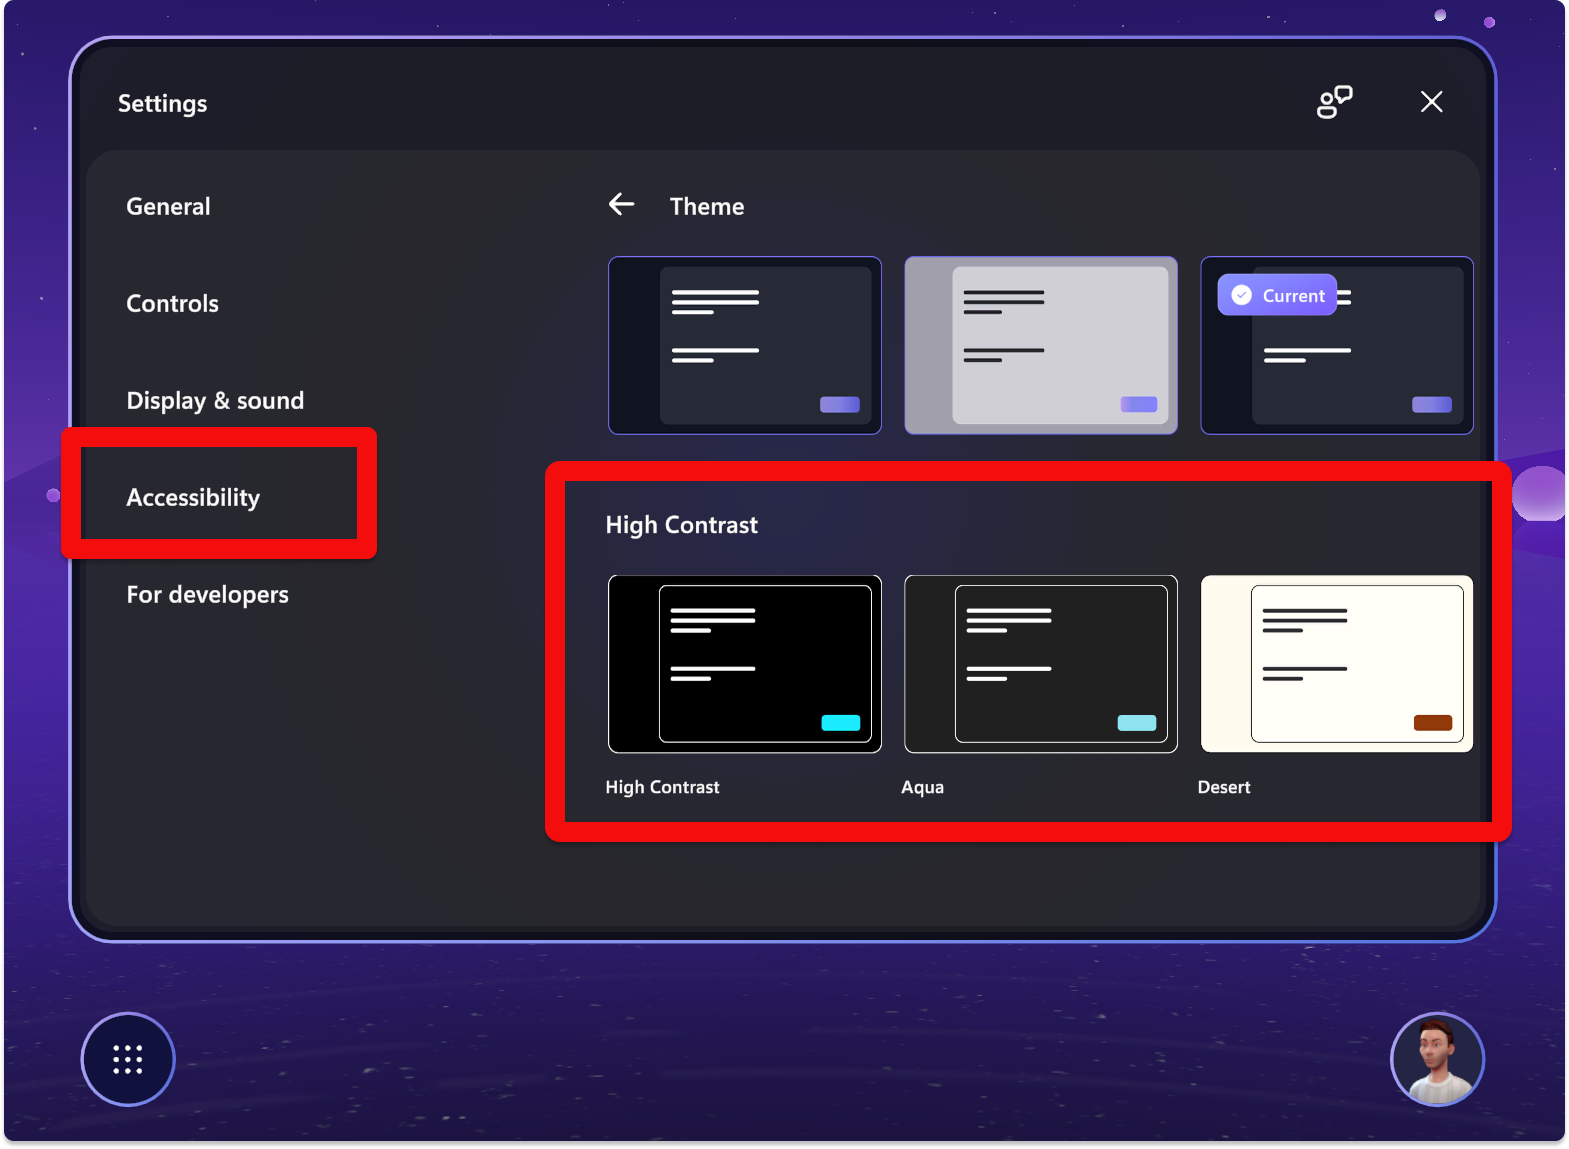 Settings
General
Theme
Controls
Current
Display & sound
Accessibility
High Contrast
For developers
High Contrast
Aqua
Desert